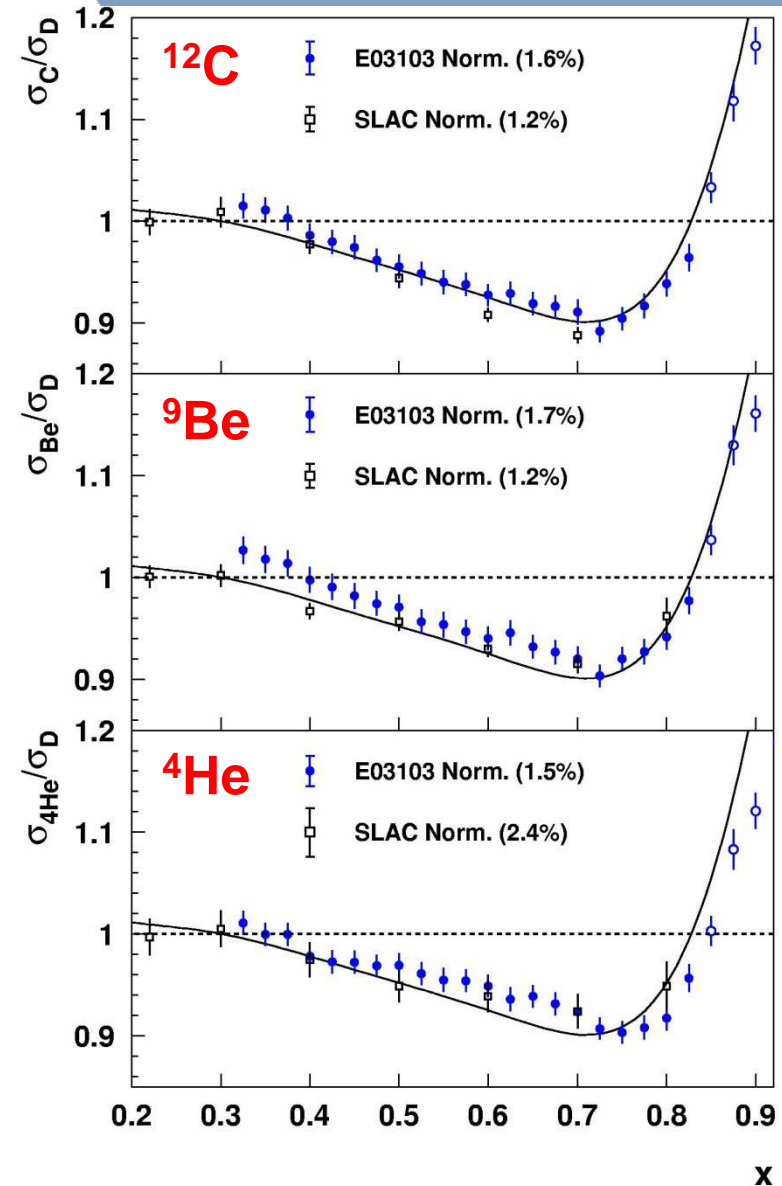 1.2
σC/σD
¹²C
E03103 Norm. (1.6%)
SLAC Norm. (1.2%)
1.1
1
0.9
1.2
σBe/σD
⁹Be
E03103 Norm. (1.7%)
SLAC Norm. (1.2%)
1.1
1
0.9
1.2
σ4He/σD
⁴He
E03103 Norm. (1.5%)
SLAC Norm. (2.4%)
1.1
1
0.9
0.2 0.3 0.4 0.5 0.6 0.7 0.8 0.9
x